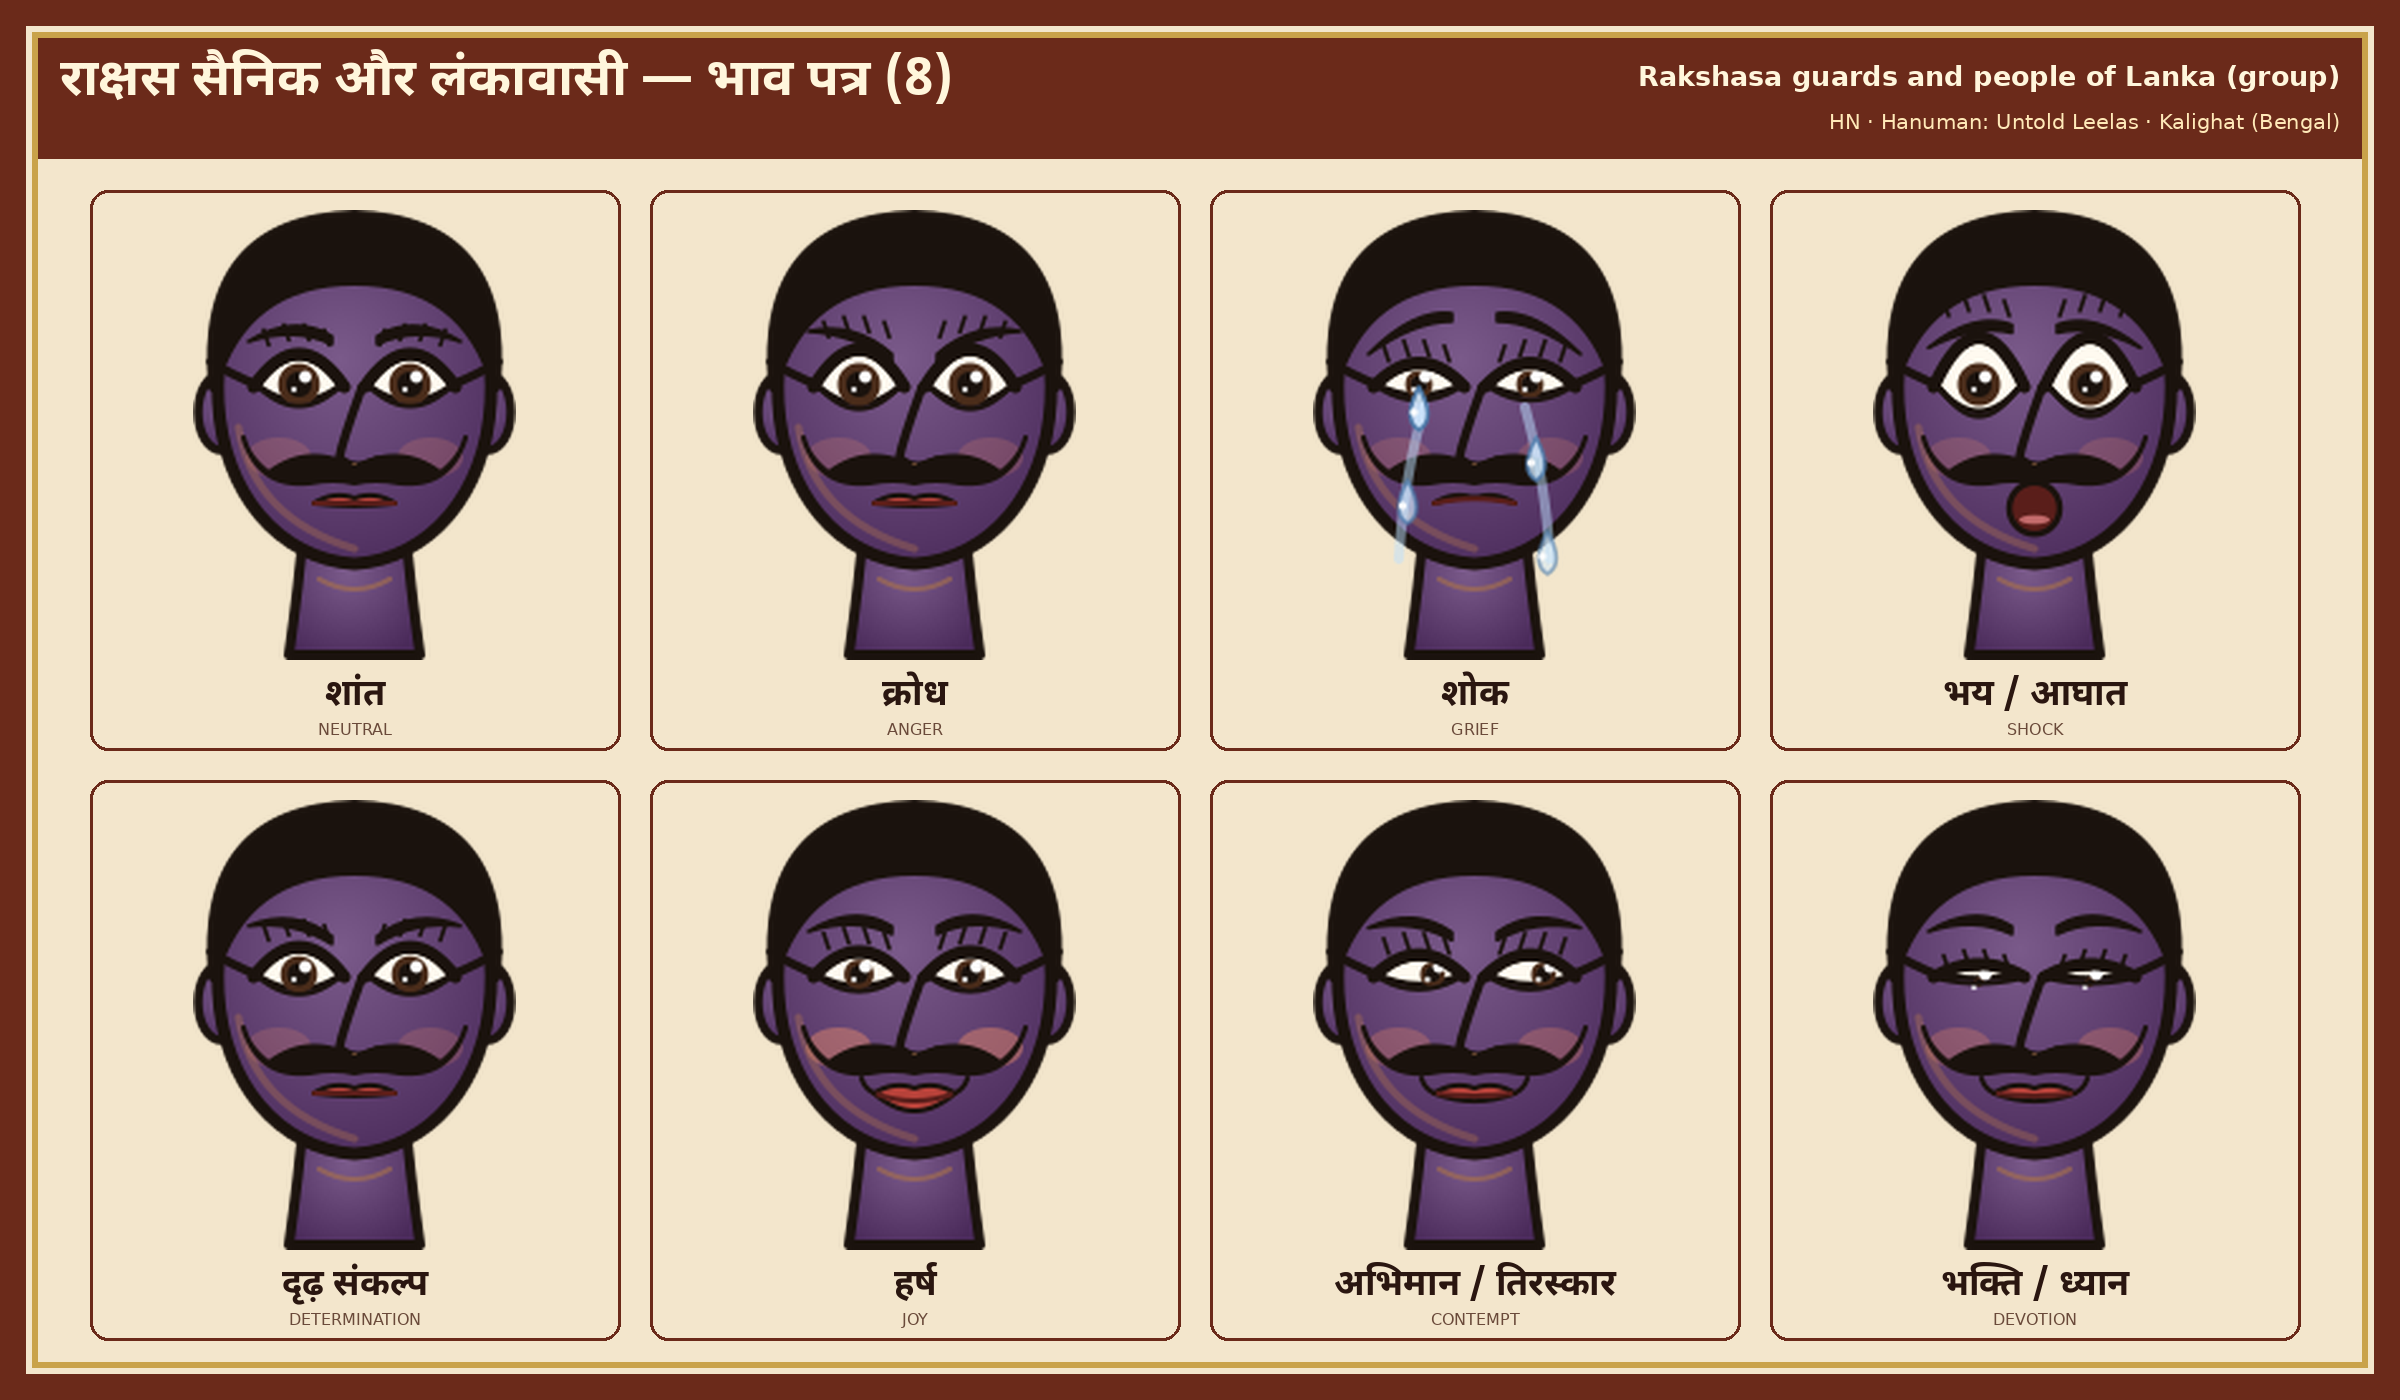 राक्षस सैनिक और लंकावासी — भाव पत्र (8)
Rakshasa guards and people of Lanka (group)
HN · Hanuman: Untold Leelas · Kalighat (Bengal)
शांत
NEUTRAL
क्रोध
ANGER
शोक
GRIEF
भय / आघात
SHOCK
दृढ़ संकल्प
DETERMINATION
हर्ष
JOY
अभिमान / तिरस्कार
CONTEMPT
भक्ति / ध्यान
DEVOTION